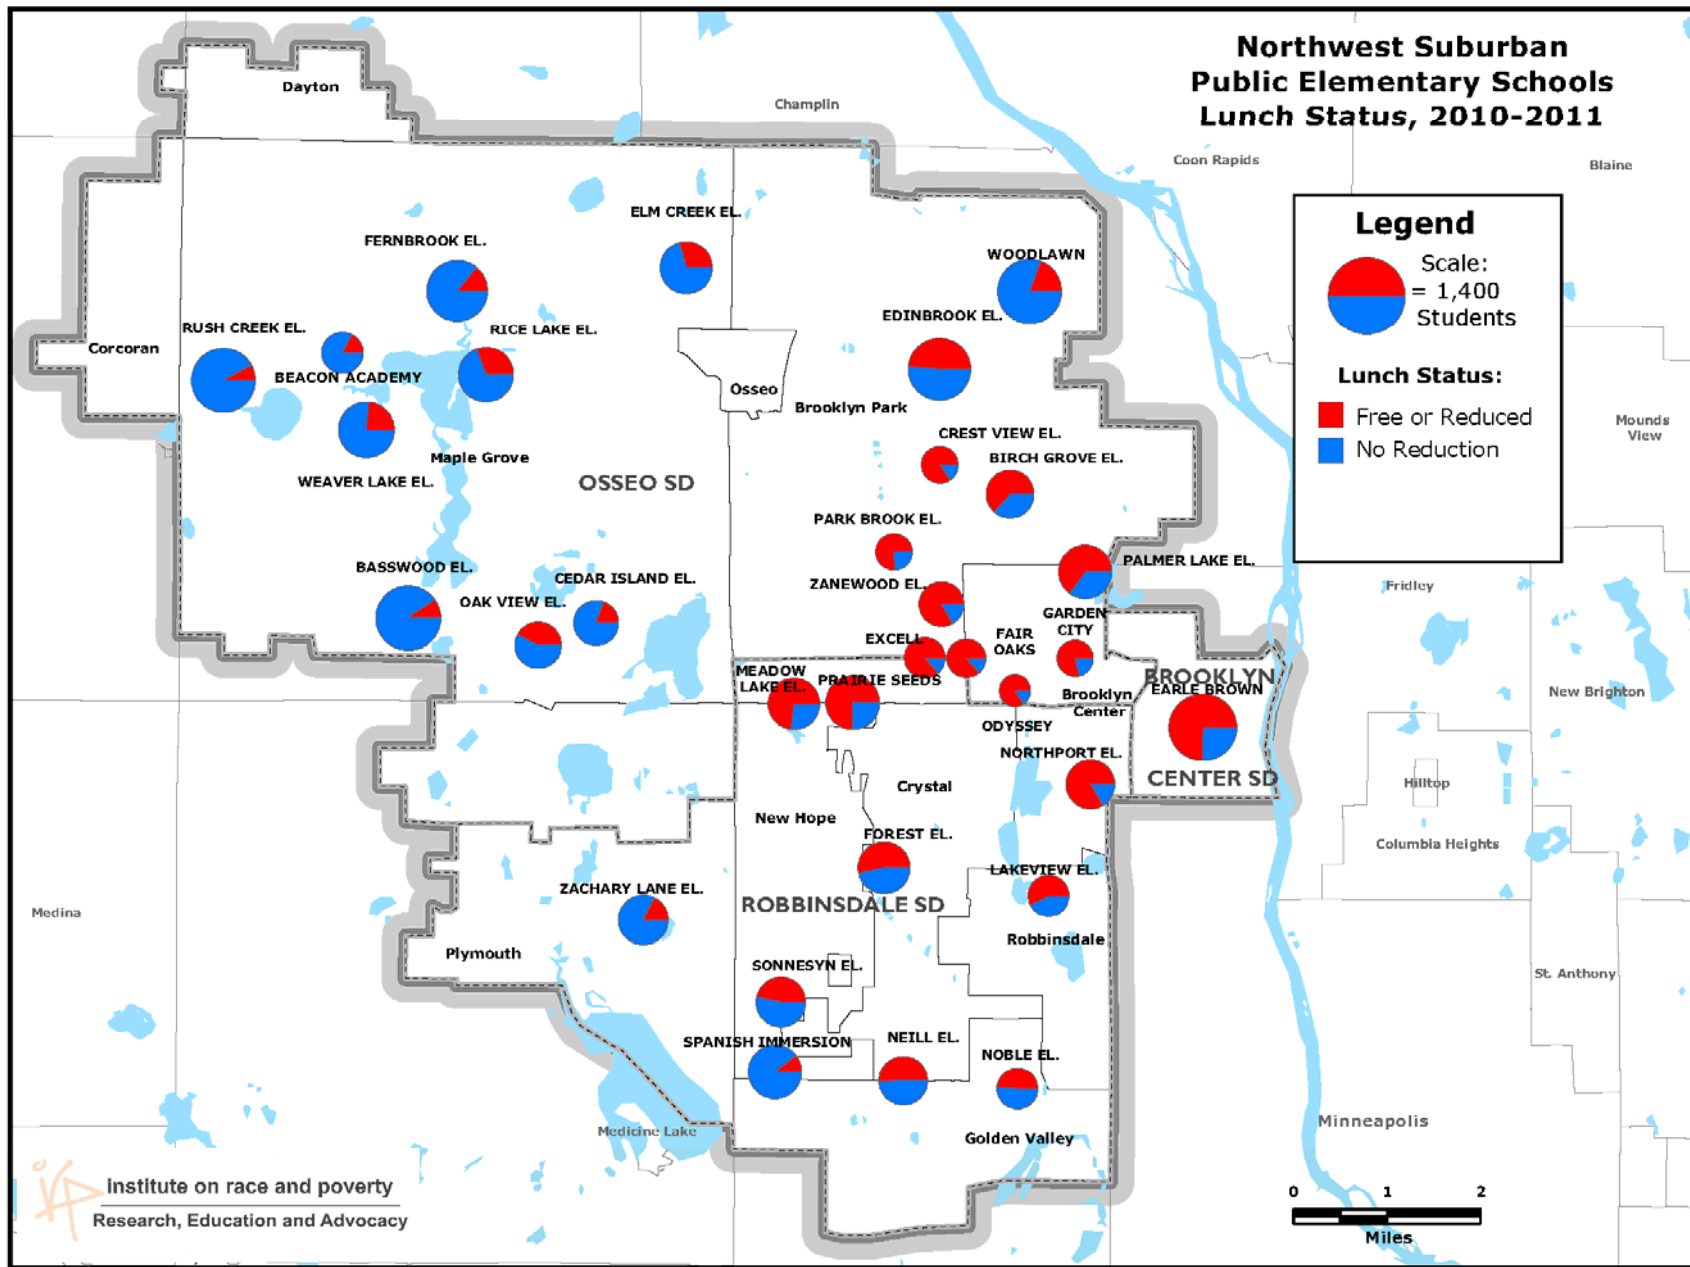 Northwest Suburban
Public Elementary Schools
Lunch Status, 2010-2011
Dayton
Champlin
Coon Rapids
Blaine
Legend
Scale:
= 1,400
Students
Lunch Status:
Free or Reduced
No Reduction
ELM CREEK EL.
FERNBROOK EL.
WOODLAWN
EDINBROOK EL.
RUSH CREEK EL.
RICE LAKE EL.
Corcoran
BEACON ACADEMY
Osseo
Brooklyn Park
Mounds
View
CREST VIEW EL.
BIRCH GROVE EL.
Maple Grove
WEAVER LAKE EL.
OSSEO SD
PARK BROOK EL.
PALMER LAKE EL.
BASSWOOD EL.
CEDAR ISLAND EL.
ZANEWOOD EL.
Fridley
OAK VIEW EL.
GARDEN
CITY
EXCELL
FAIR
OAKS
MEADOW
LAKE EL.
PRAIRIE SEEDS
BROOKLYN
EARLE BROWN
New Brighton
Brooklyn
Center
ODYSSEY
NORTHPORT EL.
CENTER SD
Hilltop
Crystal
New Hope
FOREST EL.
Columbia Heights
LAKEVIEW EL.
ZACHARY LANE EL.
ROBBINSDALE SD
Medina
Robbinsdale
Plymouth
SONNESYN EL.
St. Anthony
SPANISH IMMERSION
NEILL EL.
NOBLE EL.
Medicine Lake
Golden Valley
Minneapolis
irp
institute on race and poverty
Research, Education and Advocacy
0 1 2
Miles